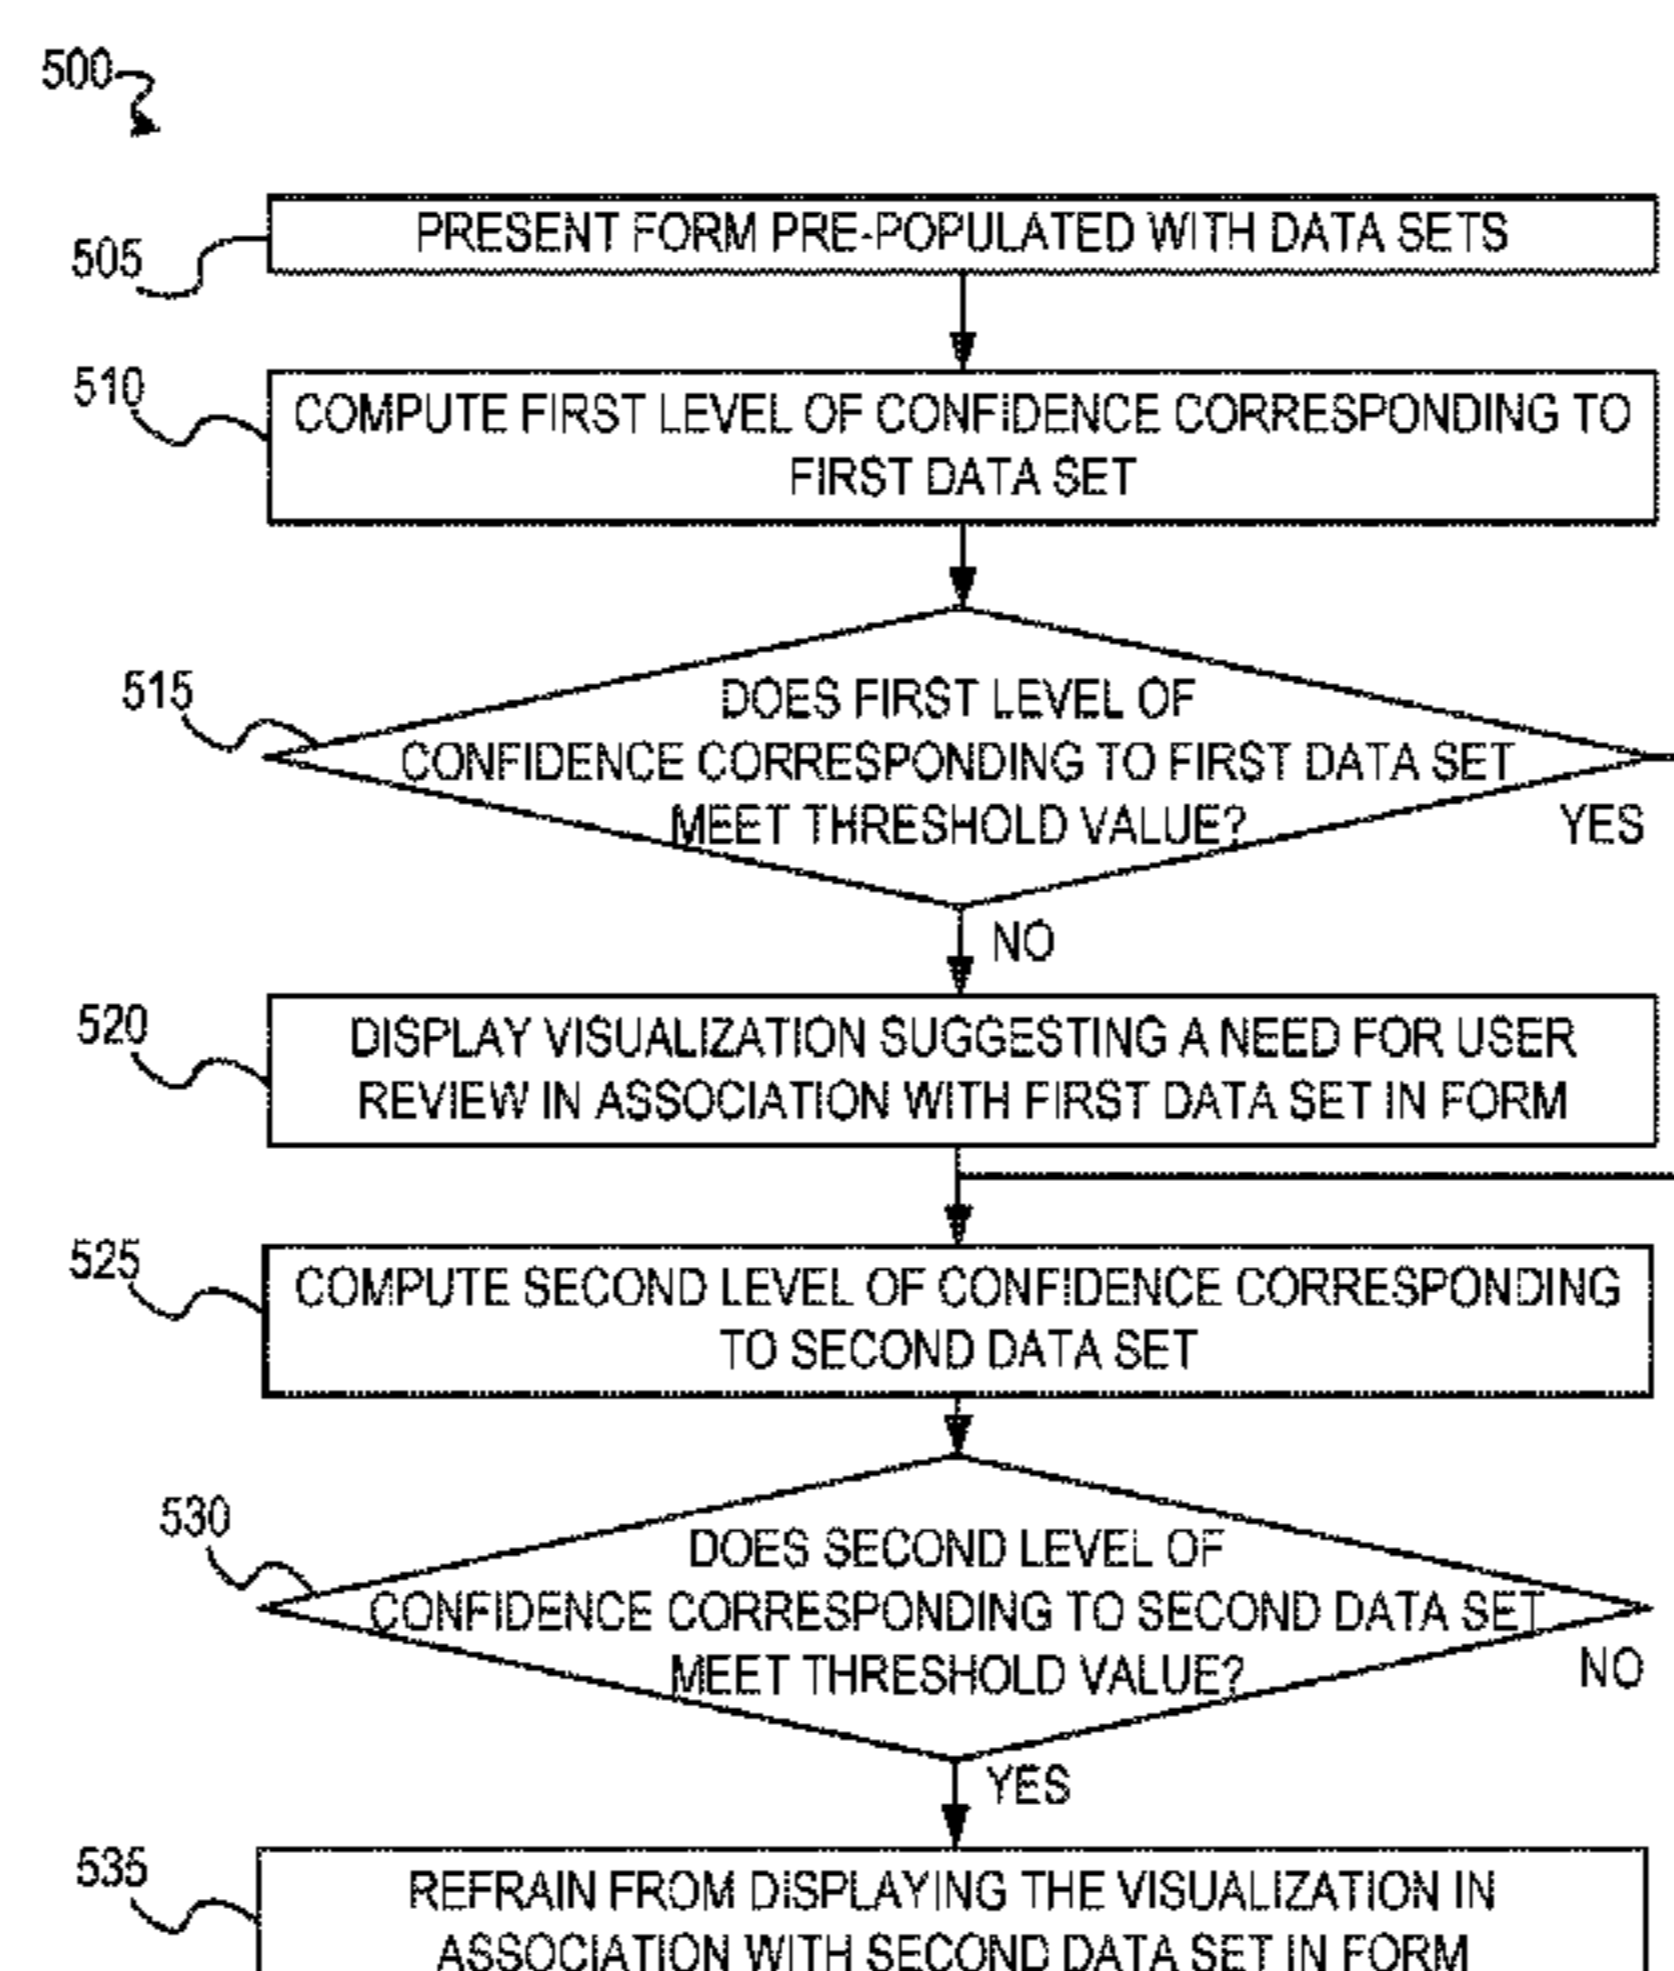 500
505
PRESENT FORM PRE-POPULATED WITH DATA SETS
510
COMPUTE FIRST LEVEL OF CONFIDENCE CORRESPONDING TO
FIRST DATA SET
515
DOES FIRST LEVEL OF
CONFIDENCE CORRESPONDING TO FIRST DATA SET
MEET THRESHOLD VALUE?
YES
NO
520
DISPLAY VISUALIZATION SUGGESTING A NEED FOR USER
REVIEW IN ASSOCIATION WITH FIRST DATA SET IN FORM
525
COMPUTE SECOND LEVEL OF CONFIDENCE CORRESPONDING
TO SECOND DATA SET
530
DOES SECOND LEVEL OF
CONFIDENCE CORRESPONDING TO SECOND DATA SET
MEET THRESHOLD VALUE?
NO
YES
535
REFRAIN FROM DISPLAYING THE VISUALIZATION IN
ASSOCIATION WITH SECOND DATA SET IN FORM